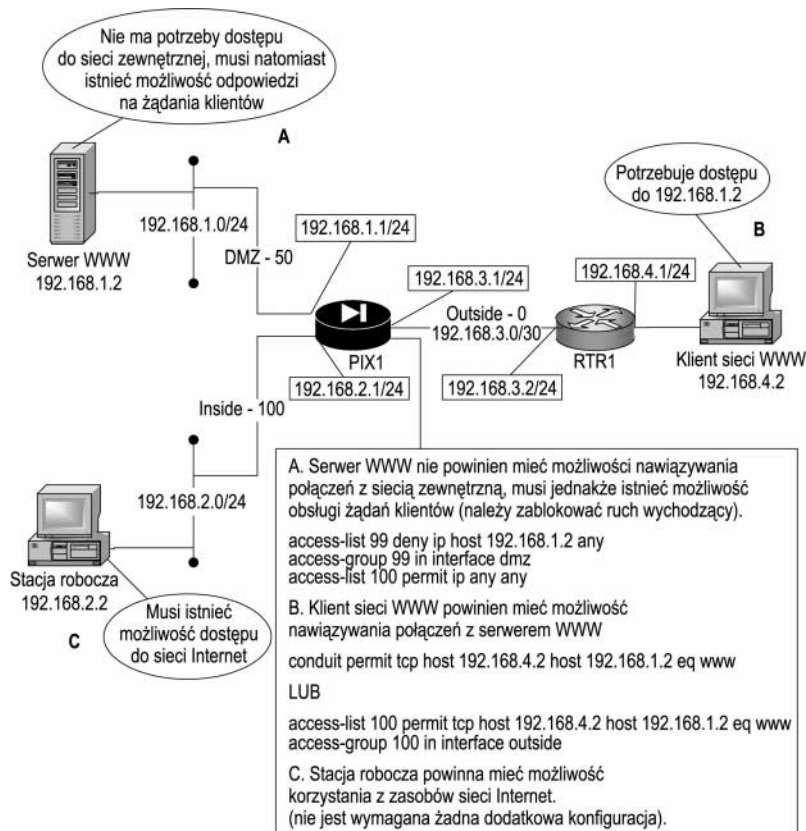 Nie ma potrzeby dostępu
do sieci zewnętrznej, musi natomiast
istnieć możliwość odpowiedzi
na żądania klientów
A
Serwer WWW
192.168.1.2
192.168.1.0/24
DMZ - 50
192.168.1.1/24
192.168.3.1/24
Outside - 0
192.168.3.0/30
PIX1
192.168.2.1/24
Inside - 100
192.168.3.2/24
RTR1
192.168.4.1/24
Potrzebuje dostępu
do 192.168.1.2
B
Klient sieci WWW
192.168.4.2
192.168.2.0/24
Stacja robocza
192.168.2.2
C
Musi istnieć
możliwość dostępu
do sieci Internet
A. Serwer WWW nie powinien mieć możliwości nawiązywania
połączeń z siecią zewnętrzną, musi jednakże istnieć możliwość
obsługi żądań klientów (należy zablokować ruch wychodzący).
access-list 99 deny ip host 192.168.1.2 any
access-group 99 in interface dmz
access-list 100 permit ip any any
B. Klient sieci WWW powinien mieć możliwość
nawiązywania połączeń z serwerem WWW
conduit permit tcp host 192.168.4.2 host 192.168.1.2 eq www
LUB
access-list 100 permit tcp host 192.168.4.2 host 192.168.1.2 eq www
access-group 100 in interface outside
C. Stacja robocza powinna mieć możliwość
korzystania z zasobów sieci Internet.
(nie jest wymagana żadna dodatkowa konfiguracja).